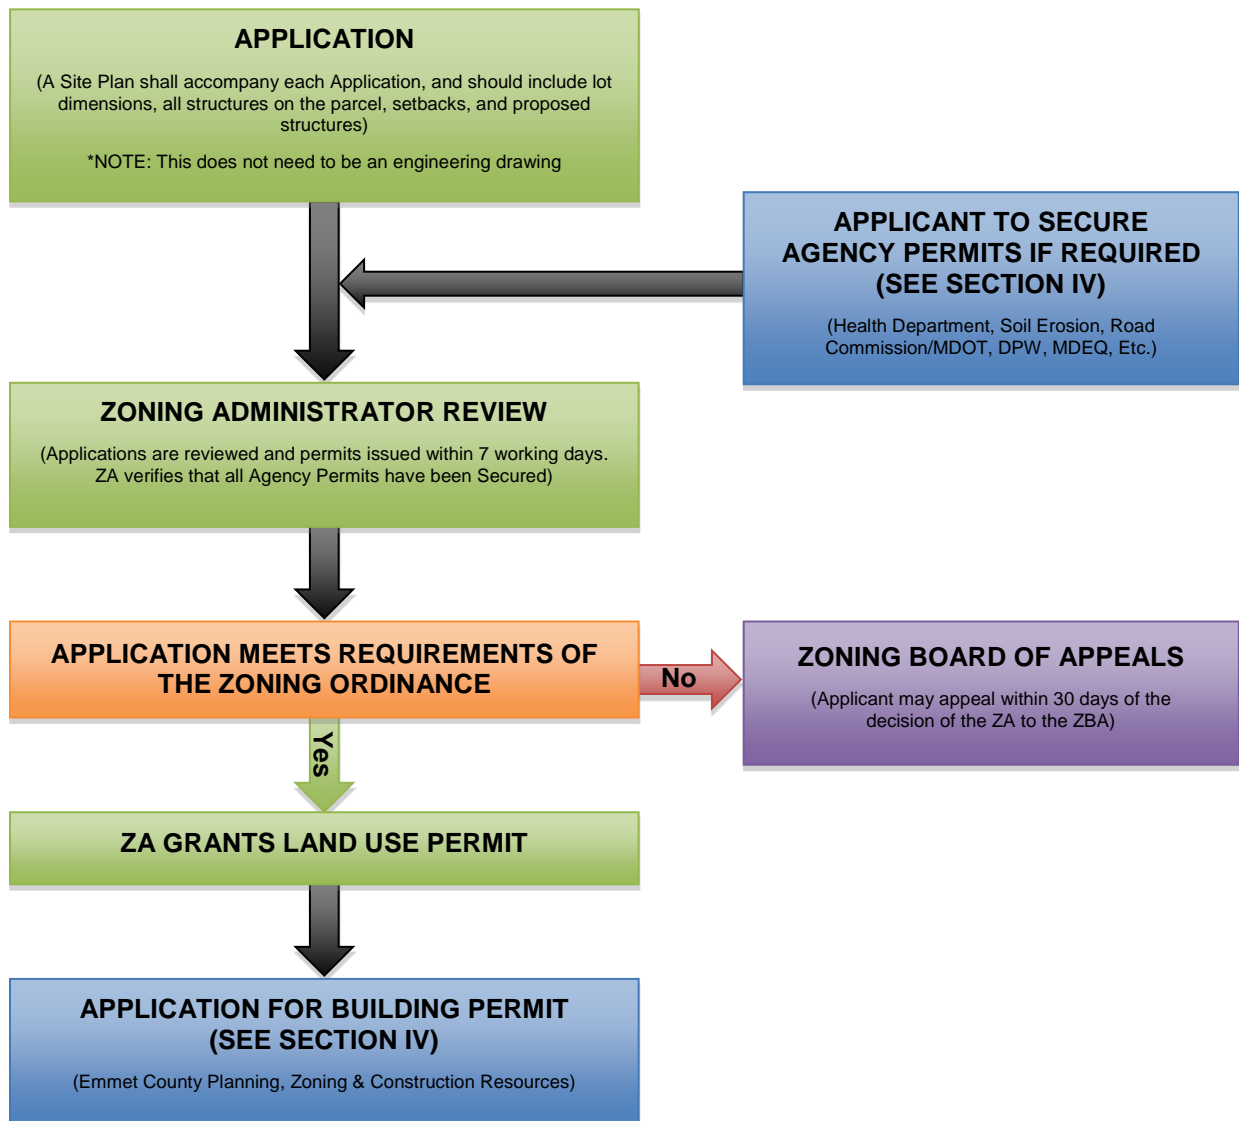 APPLICATION
(A Site Plan shall accompany each Application, and should include lot
dimensions, all structures on the parcel, setbacks, and proposed
structures)
*NOTE: This does not need to be an engineering drawing
APPLICANT TO SECURE
AGENCY PERMITS IF REQUIRED
(SEE SECTION IV)
(Health Department, Soil Erosion, Road
Commission/MDOT, DPW, MDEQ, Etc.)
ZONING ADMINISTRATOR REVIEW
(Applications are reviewed and permits issued within 7 working days.
ZA verifies that all Agency Permits have been Secured)
APPLICATION MEETS REQUIREMENTS OF
THE ZONING ORDINANCE
No
ZONING BOARD OF APPEALS
(Applicant may appeal within 30 days of the
decision of the ZA to the ZBA)
Yes
ZA GRANTS LAND USE PERMIT
APPLICATION FOR BUILDING PERMIT
(SEE SECTION IV)
(Emmet County Planning, Zoning & Construction Resources)